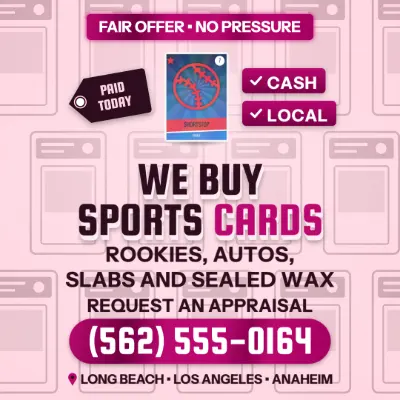 FAIR OFFER • NO PRESSURE
PAID
TODAY
✓ CASH
✓ LOCAL
WE BUY
SPORTS CARDS
ROOKIES, AUTOS,
SLABS AND SEALED WAX
REQUEST AN APPRAISAL
(562) 555-0164
LONG BEACH • LOS ANGELES • ANAHEIM